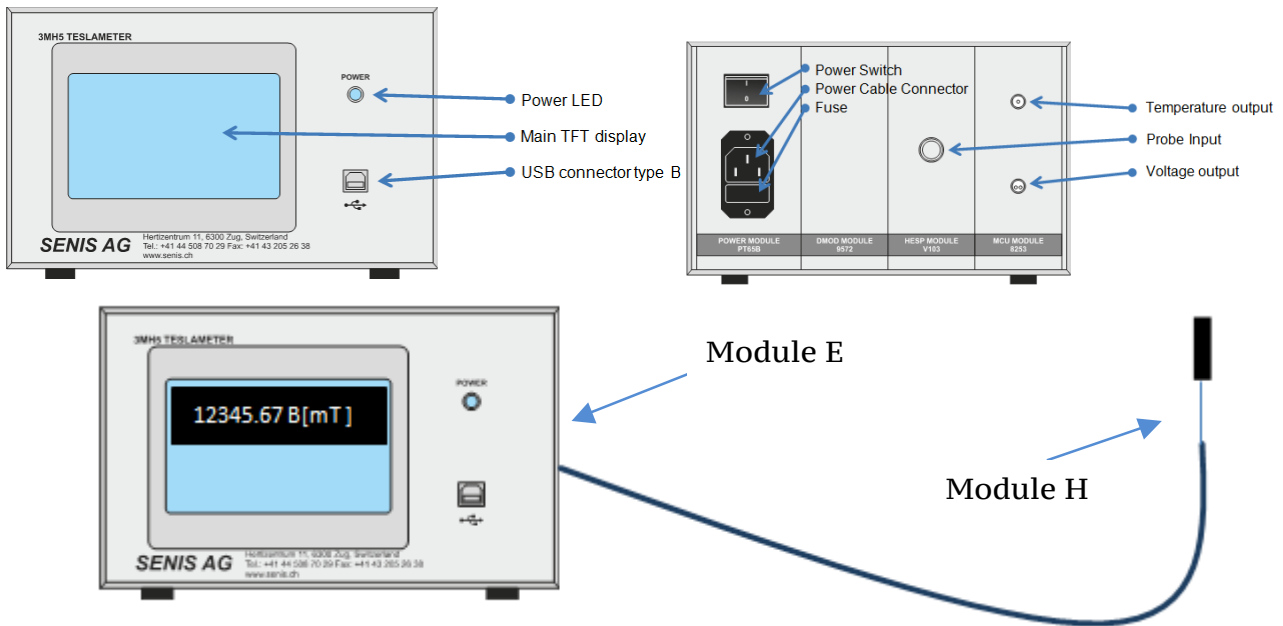 3MH5 TESLAMETER
POWER
Power LED
Main TFT display
USB connector type B
SENIS AG
Hertizentrum 11, 6300 Zug, Switzerland
Tel.: +41 44 508 70 29 Fax: +41 43 205 26 38
www.senis.ch
I
0
Power Switch
Power Cable Connector
Fuse
Temperature output
Probe Input
Voltage output
POWER MODULE
PT65B
DMOD MODULE
9572
HESP MODULE
V103
MCU MODULE
8253
3MH5 TESLAMETER
12345.67 B[mT]
POWER
SENIS AG
Hertizentrum 11, 6300 Zug, Switzerland
Tel.: +41 44 508 70 29 Fax: +41 43 205 26 38
www.senis.ch
Module E
Module H